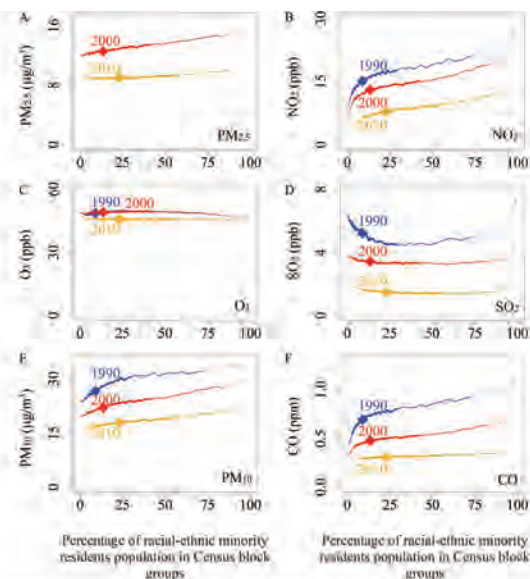 A
PM2.5 (µg/m³)
16
8
0
2000
2010
PM2.5
0 25 50 75 100
B
NO2 (ppb)
30
15
0
1990
2000
2010
NO2
0 25 50 75 100
C
O3 (ppb)
60
30
0
1990 2000
2010
O3
0 25 50 75 100
D
SO2 (ppb)
8
4
0
1990
2000
2010
SO2
0 25 50 75 100
E
PM10 (µg/m³)
30
15
0
1990
2000
2010
PM10
0 25 50 75 100
F
CO (ppm)
1.0
0.5
0.0
1990
2000
2010
CO
0 25 50 75 100
Percentage of racial-ethnic minority
residents population in Census block
groups
Percentage of racial-ethnic minority
residents population in Census block
groups